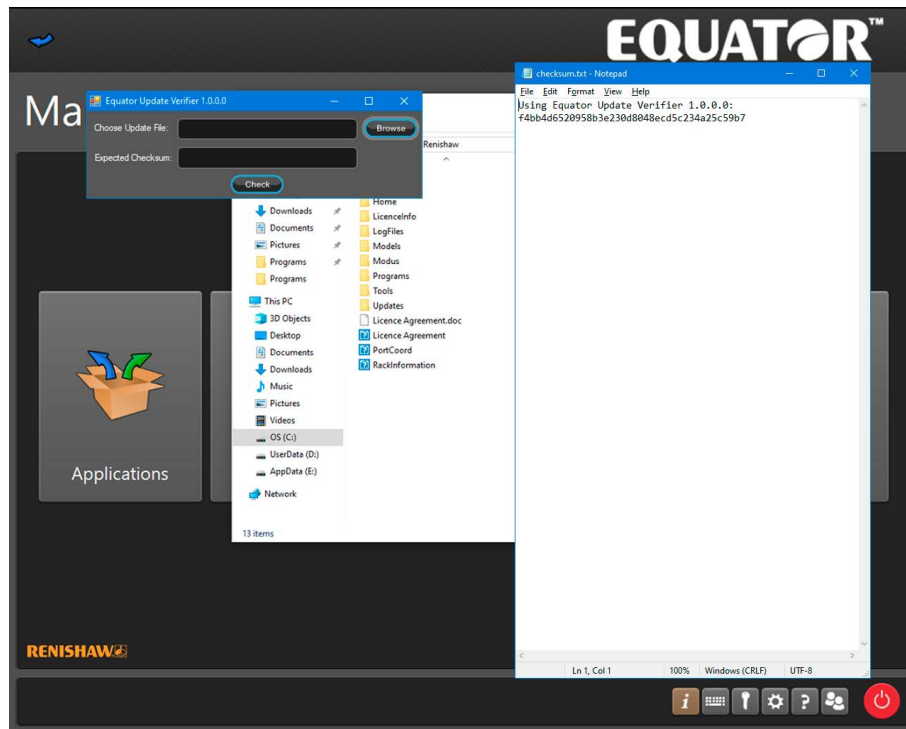 EQUATOR™
Ma
Equator Update Verifier 1.0.0.0
Choose Update File:
Browse
Expected Checksum:
Check
checksum.txt - Notepad
File Edit Format View Help
Using Equator Update Verifier 1.0.0.0:
f4bb4d6520958b3e230d8048ecd5c234a25c59b7
Renishaw
Downloads
Documents
Pictures
Programs
Programs
This PC
3D Objects
Desktop
Documents
Downloads
Music
Pictures
Videos
OS (C:)
UserData (D:)
AppData (E:)
Network
13 items
Home
LicenceInfo
LogFiles
Models
Modus
Programs
Tools
Updates
Licence Agreement.doc
Licence Agreement
PortCoord
RackInformation
Applications
RENISHAW
Ln 1, Col 1 100% Windows (CRLF) UTF-8
i
?